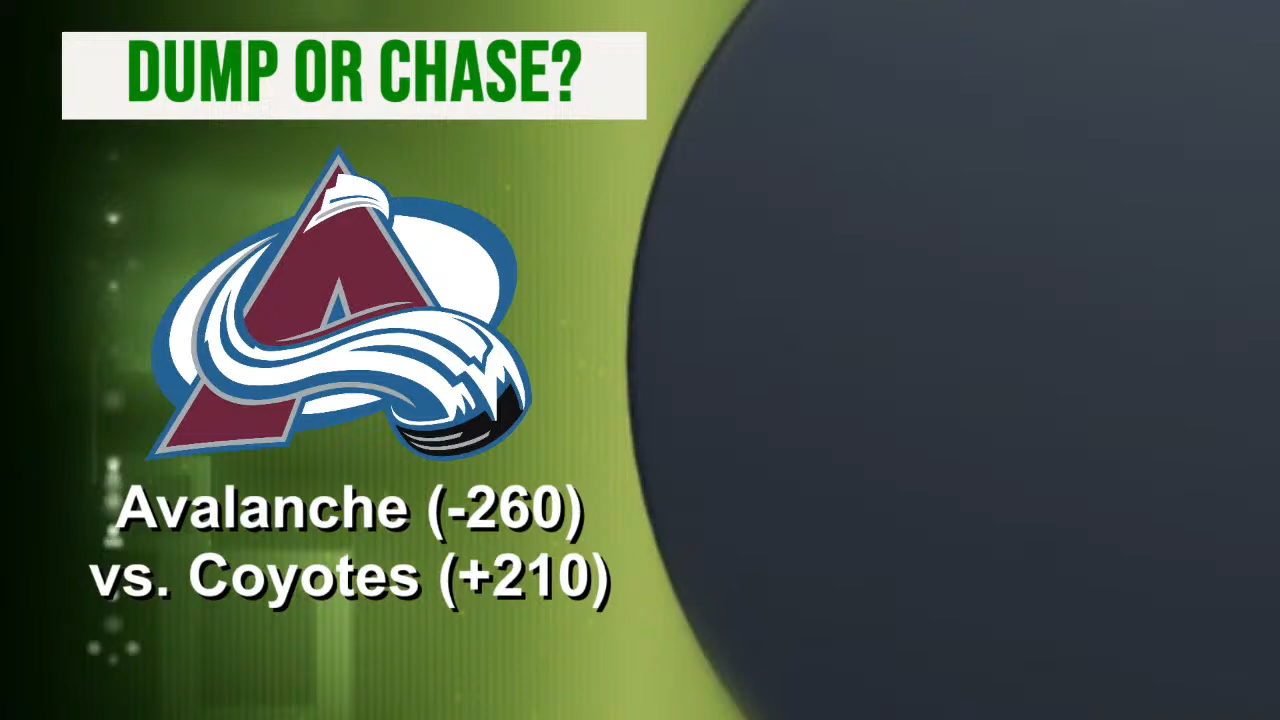 DUMP OR CHASE?
Avalanche (-260)
vs. Coyotes (+210)